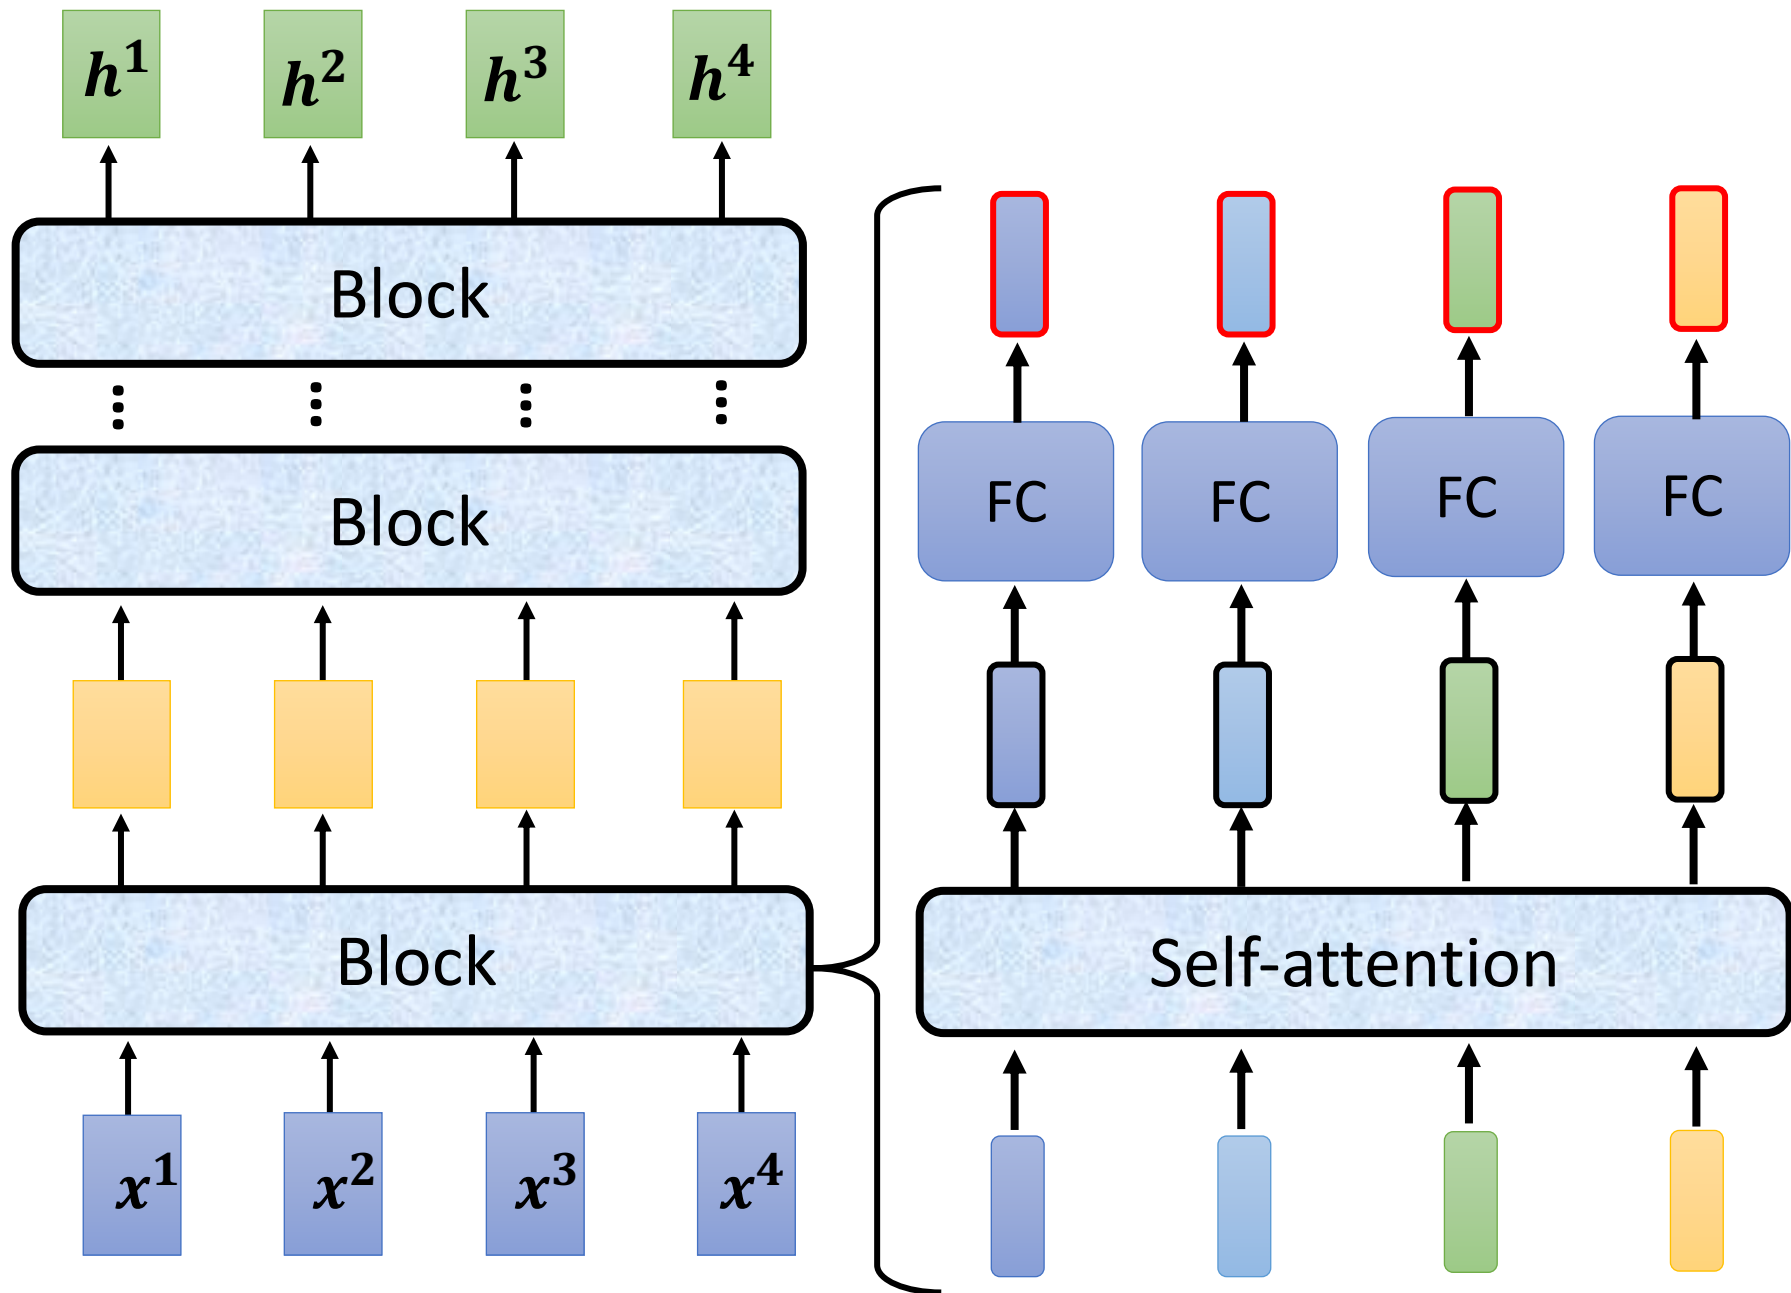 h¹ h² h³ h⁴
Block
Block
Block
x¹ x² x³ x⁴
FC FC FC FC
Self-attention